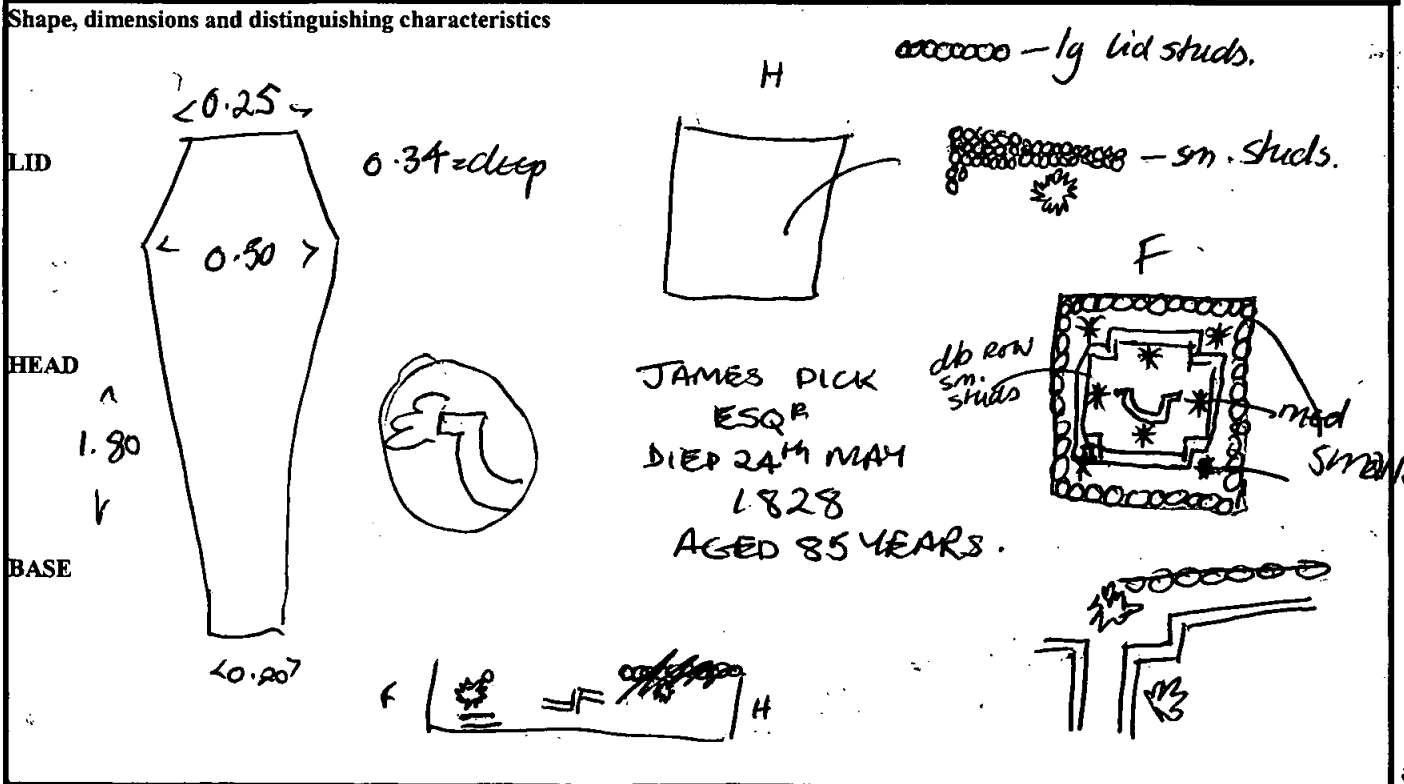 Shape, dimensions and distinguishing characteristics
lg lid studs.
H
<0.25>
LID
0.34 = deep
sm. studs.
<0.50>
F
HEAD
db row
sm.
studs
JAMES DICK
ESQR
DIED 24th MAY
1828
AGED 85 YEARS.
1.80
med
small
BASE
<0.20>
F
H